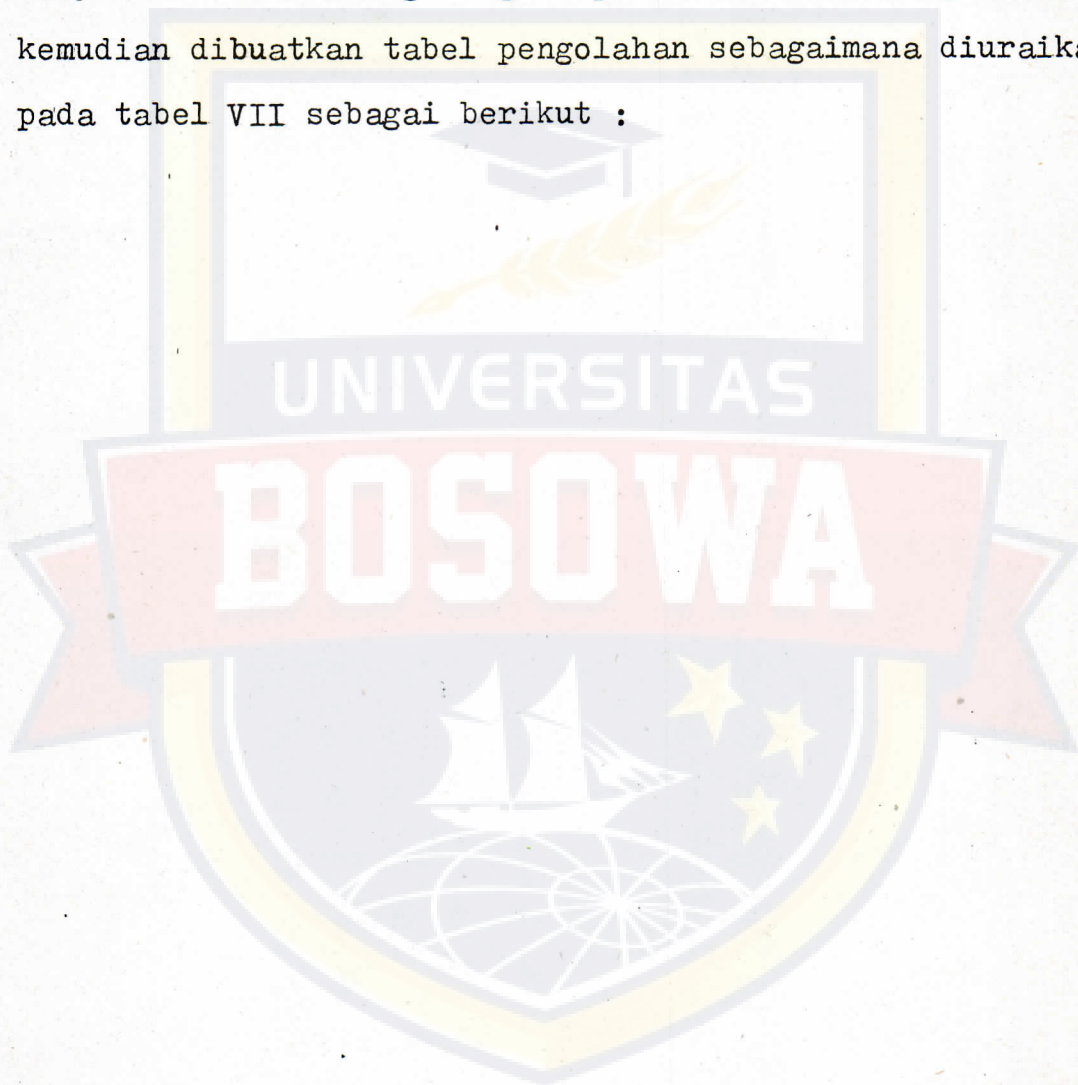 kemudian dibuatkan tabel pengolahan sebagaimana diuraika
pada tabel VII sebagai berikut :
UNIVERSITAS
BOSOWA